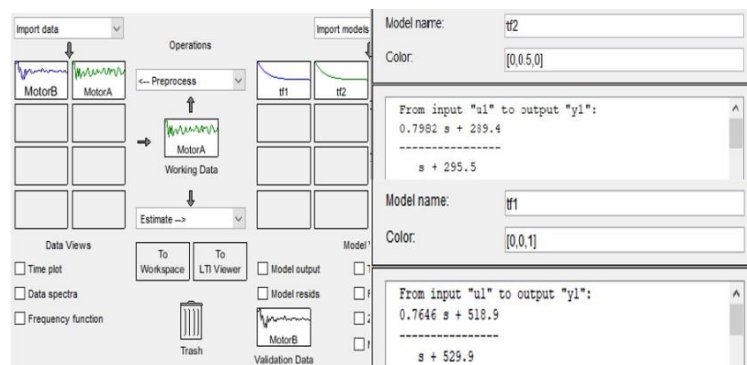 Import data
Operations
Import models
MotorB
MotorA
<-- Preprocess
tf1
tf2
MotorA
Working Data
Estimate -->
Data Views
To Workspace
To LTI Viewer
Time plot
Data spectra
Frequency function
Model output
Model resids
Trash
MotorB
Validation Data
Model name:
tf2
Color:
[0,0.5,0]
From input "u1" to output "y1":
0.7982 s + 289.4
----------------
s + 295.5
Model name:
tf1
Color:
[0,0,1]
From input "u1" to output "y1":
0.7646 s + 518.9
----------------
s + 529.9